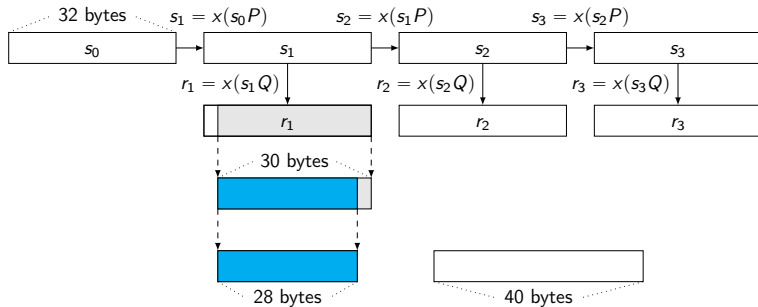 32 bytes
s₁ = x(s₀P)
s₂ = x(s₁P)
s₃ = x(s₂P)
s₀
s₁
s₂
s₃
r₁ = x(s₁Q)
r₂ = x(s₂Q)
r₃ = x(s₃Q)
r₁
r₂
r₃
30 bytes
28 bytes
40 bytes